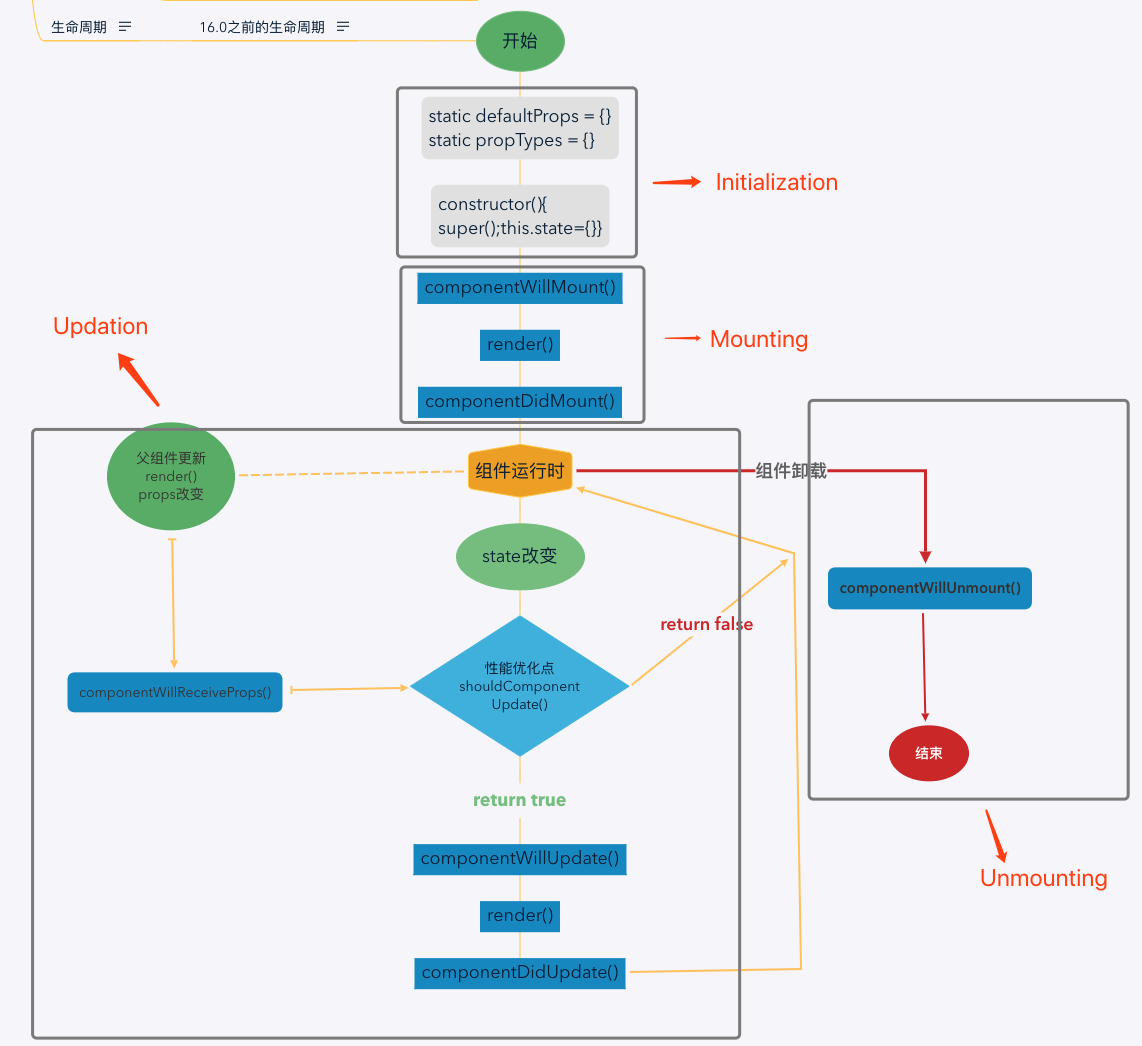 生命周期
16.0之前的生命周期
开始
static defaultProps = {}
static propTypes = {}
constructor(){
super();this.state={}}
Initialization
componentWillMount()
render()
componentDidMount()
Mounting
Updation
父组件更新
render()
props改变
组件运行时
组件卸载
state改变
componentWillUnmount()
return false
性能优化点
shouldComponent
Update()
componentWillReceiveProps()
结束
return true
componentWillUpdate()
render()
componentDidUpdate()
Unmounting